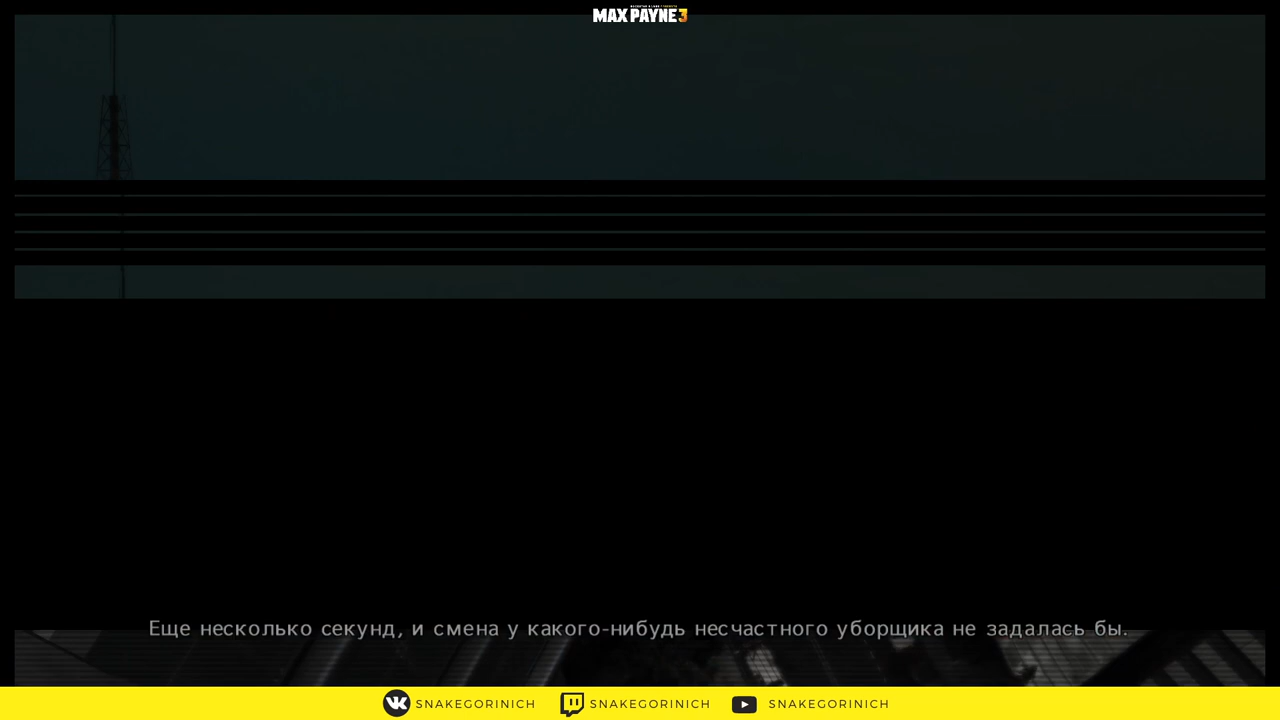 MAX PAYNE 3
Еще несколько секунд, и смена у какого-нибудь несчастного уборщика не задалась бы.
SNAKEGORINICH SNAKEGORINICH SNAKEGORINICH